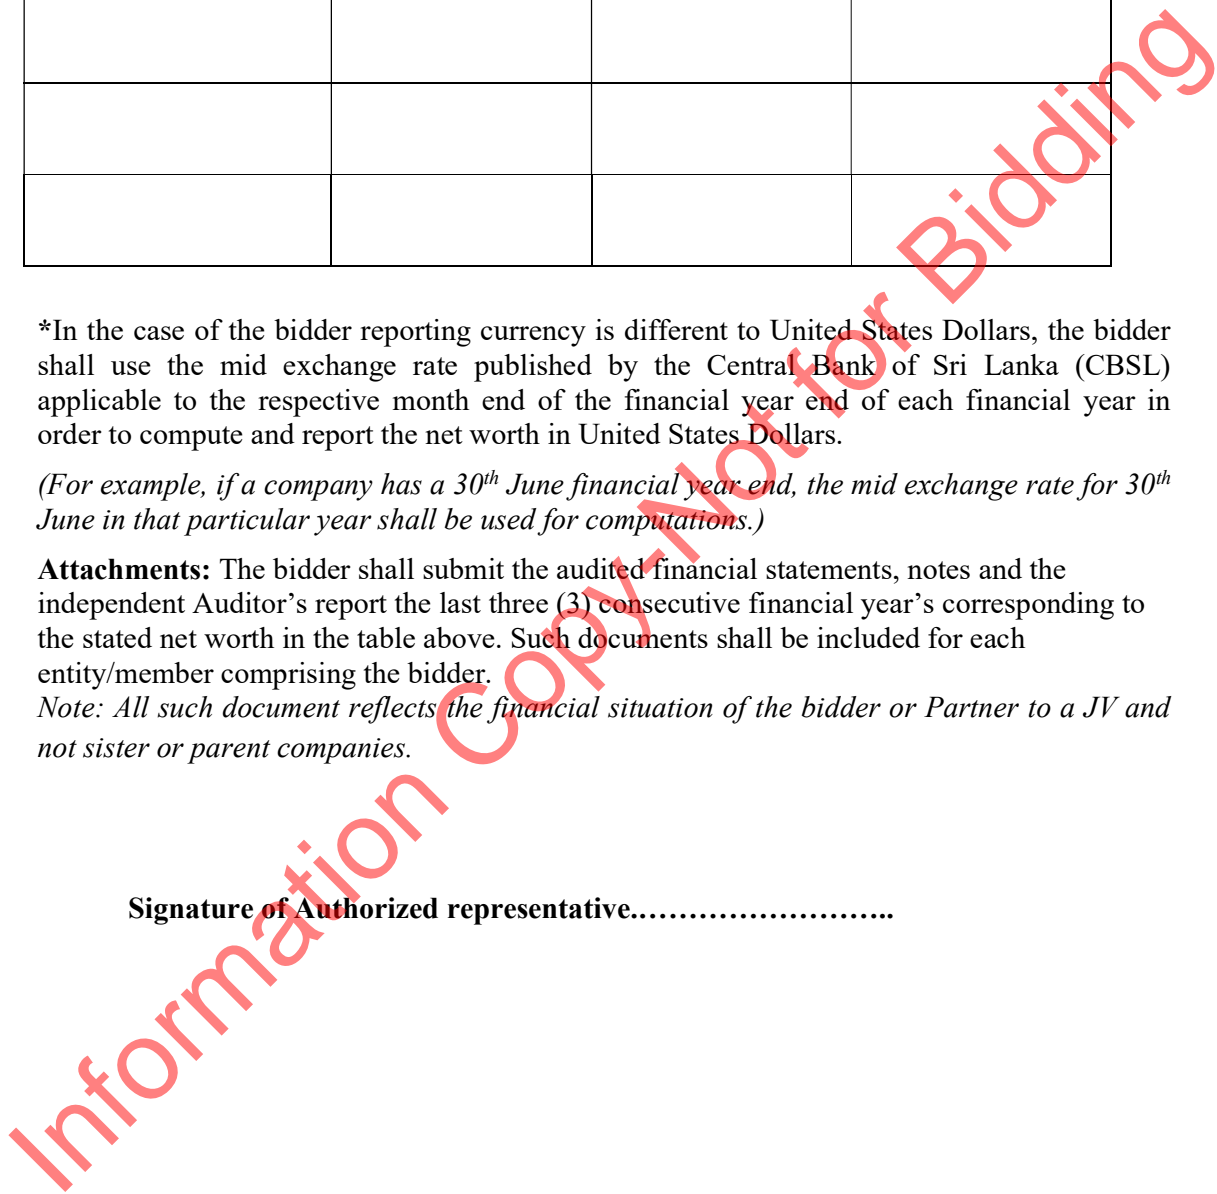 *In the case of the bidder reporting currency is different to United States Dollars, the bidder
shall use the mid exchange rate published by the Central Bank of Sri Lanka (CBSL)
applicable to the respective month end of the financial year end of each financial year in
order to compute and report the net worth in United States Dollars.
(For example, if a company has a 30th June financial year end, the mid exchange rate for 30th
June in that particular year shall be used for computations.)
Attachments: The bidder shall submit the audited financial statements, notes and the
independent Auditor’s report the last three (3) consecutive financial year’s corresponding to
the stated net worth in the table above. Such documents shall be included for each
entity/member comprising the bidder.
Note: All such document reflects the financial situation of the bidder or Partner to a JV and
not sister or parent companies.
Signature of Authorized representative.……………………..
Information Copy-Not for Bidding